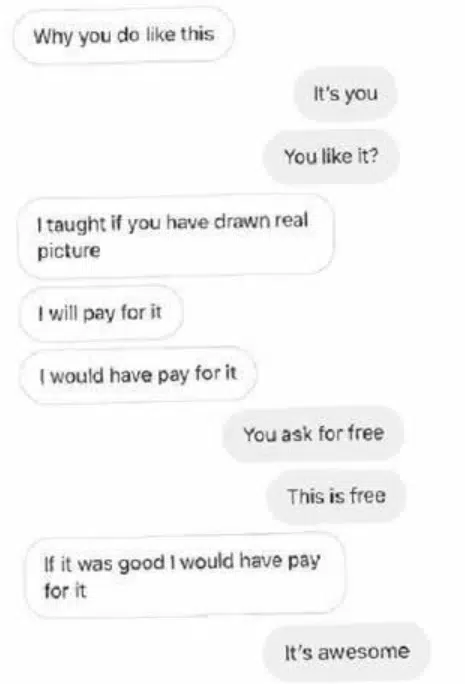 Why you do like this
It's you
You like it?
I taught if you have drawn real
picture
I will pay for it
I would have pay for it
You ask for free
This is free
If it was good I would have pay
for it
It's awesome